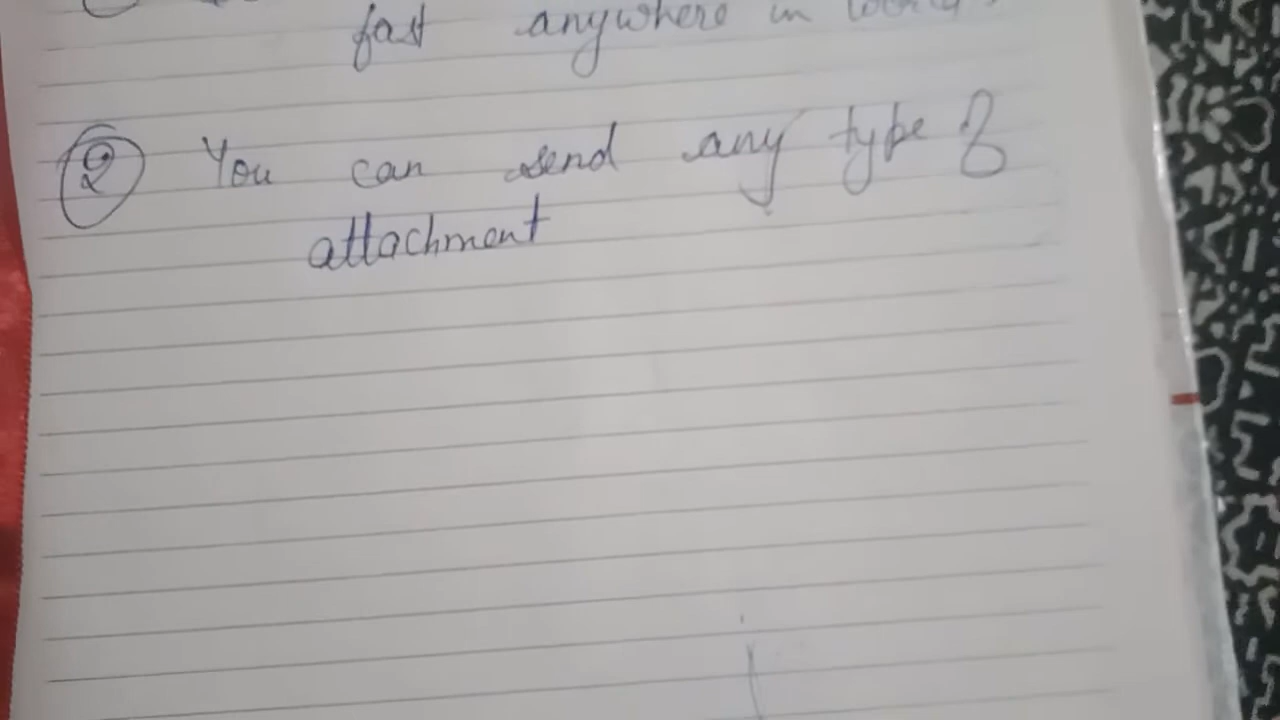 fast anywhere in
② You can send any type of
attachment